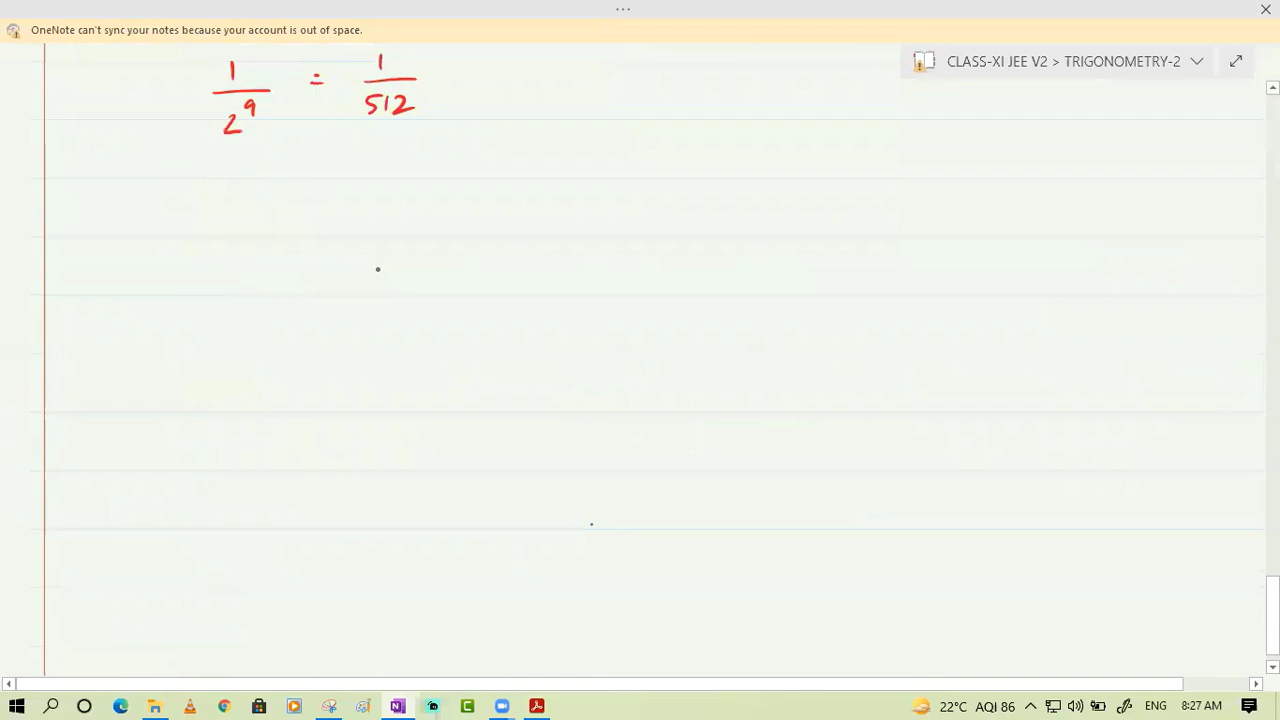 OneNote can't sync your notes because your account is out of space.
CLASS-XI JEE V2 > TRIGONOMETRY-2
1/2^9 = 1/512
22°C AQI 86 ENG 8:27 AM